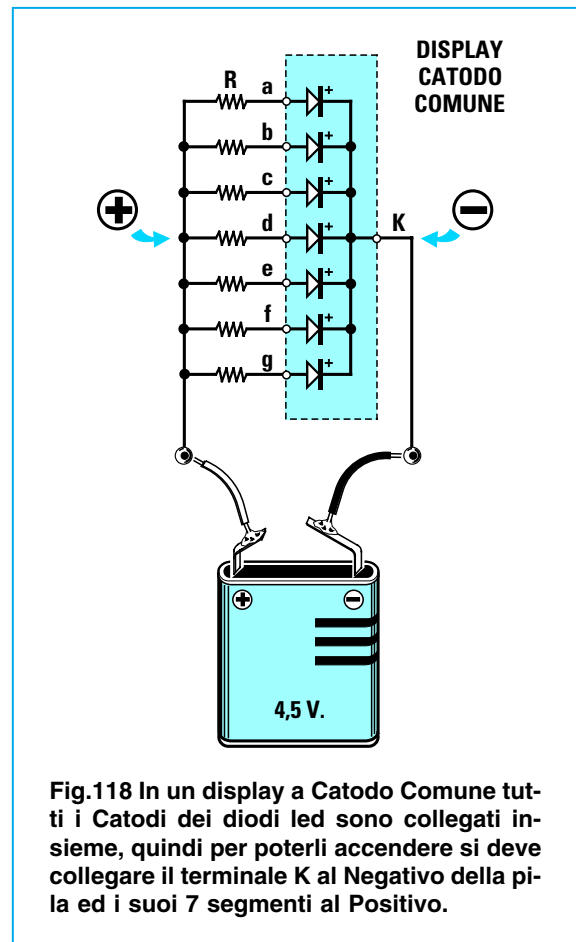 DISPLAY
CATODO
COMUNE
R
a
+
b
+
c
+
d
+
e
+
f
+
g
+
K
+
−
+
−
4,5 V.
Fig.118 In un display a Catodo Comune tut-
ti i Catodi dei diodi led sono collegati in-
sieme, quindi per poterli accendere si deve
collegare il terminale K al Negativo della pi-
la ed i suoi 7 segmenti al Positivo.